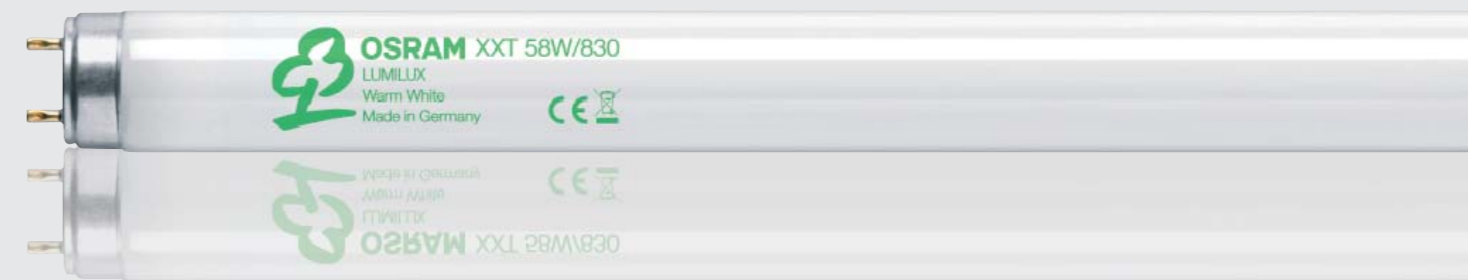 OSRAM XXT 58W/830
LUMILUX
Warm White
Made in Germany
CE